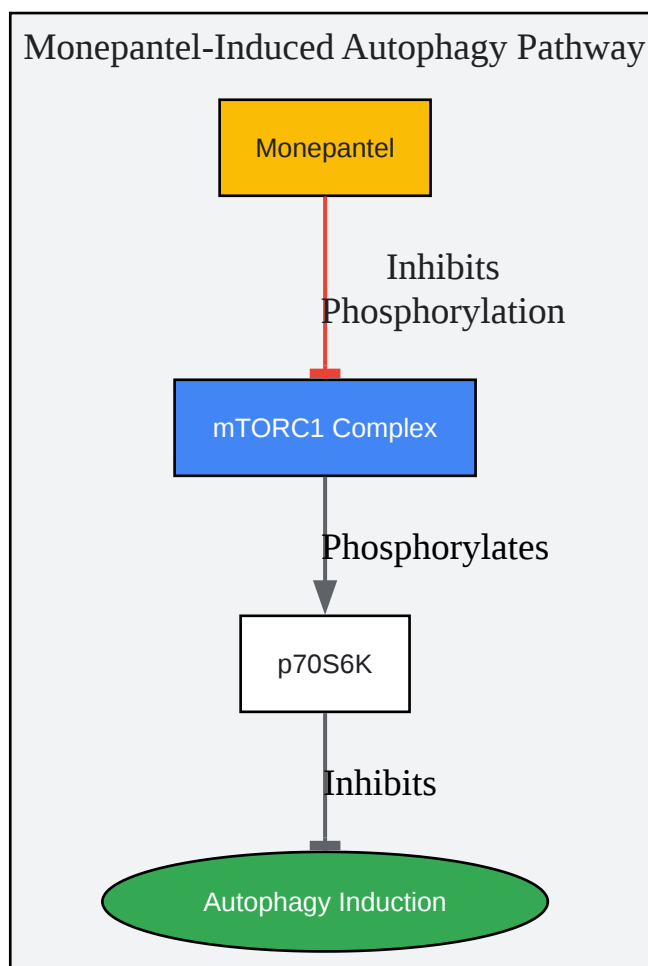 Monepantel-Induced Autophagy Pathway
Monepantel
Inhibits
Phosphorylation
mTORC1 Complex
Phosphorylates
p70S6K
Inhibits
Autophagy Induction